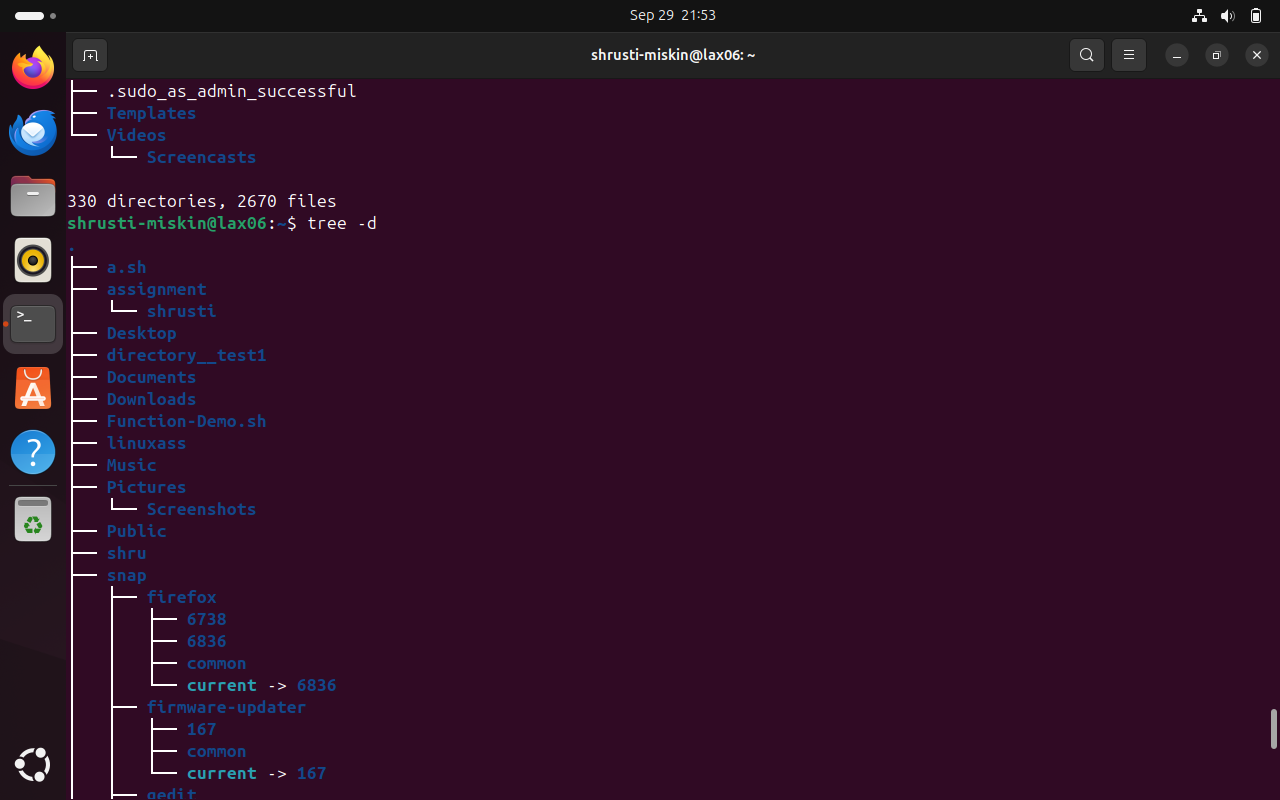 Sep 29 21:53
shrusti-miskin@lax06: ~
├── .sudo_as_admin_successful
├── Templates
└── Videos
    └── Screencasts
330 directories, 2670 files
shrusti-miskin@lax06:~$ tree -d
.
├── a.sh
├── assignment
│   └── shrusti
├── Desktop
├── directory__test1
├── Documents
├── Downloads
├── Function-Demo.sh
├── linuxass
├── Music
├── Pictures
│   └── Screenshots
├── Public
├── shru
├── snap
│   ├── firefox
│   │   ├── 6738
│   │   ├── 6836
│   │   ├── common
│   │   └── current -> 6836
│   ├── firmware-updater
│   │   ├── 167
│   │   ├── common
│   │   └── current -> 167
│   ├── gedit